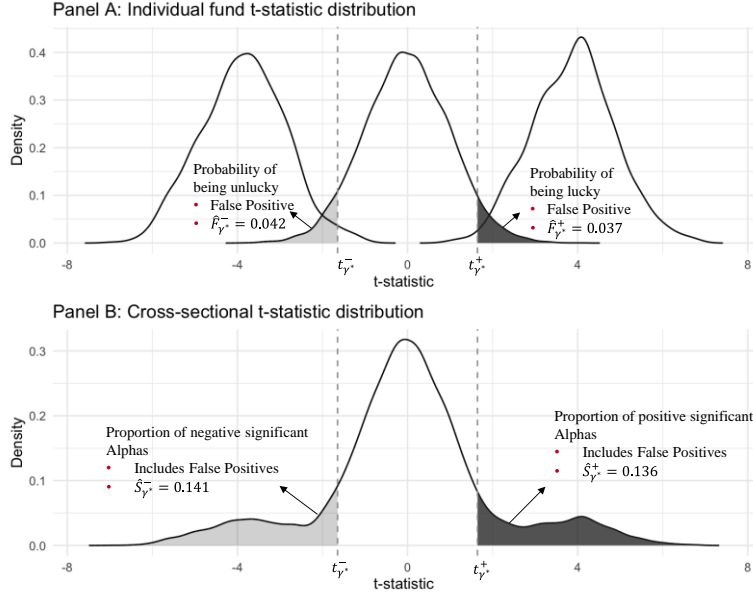 Panel A: Individual fund t-statistic distribution
Density
0.4
0.3
0.2
0.1
0.0
Probability of
being unlucky
• False Positive
• F̂⁻γ* = 0.042
Probability of
being lucky
• False Positive
• F̂⁺γ* = 0.037
-8
-4
t⁻γ*
0
t⁺γ*
4
8
t-statistic
Panel B: Cross-sectional t-statistic distribution
Density
0.3
0.2
0.1
0.0
Proportion of negative significant
Alphas
• Includes False Positives
• Ŝ⁻γ* = 0.141
Proportion of positive significant
Alphas
• Includes False Positives
• Ŝ⁺γ* = 0.136
-8
-4
t⁻γ*
0
t⁺γ*
4
8
t-statistic